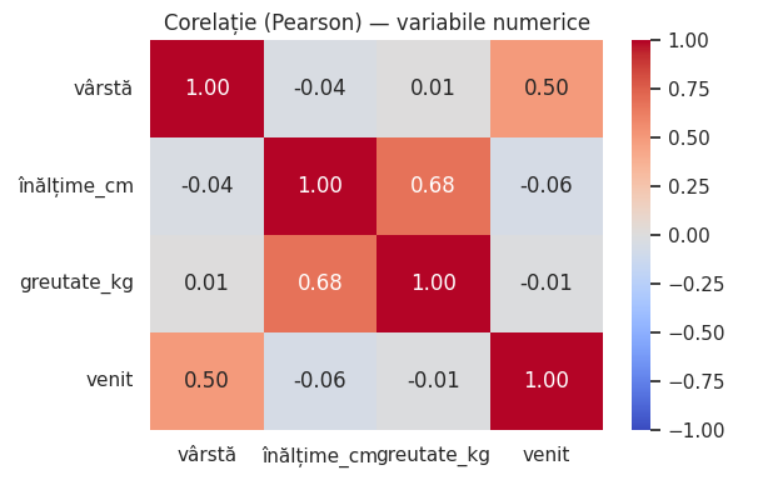 Corelație (Pearson) — variabile numerice
vârstă 1.00 -0.04 0.01 0.50
înălțime_cm -0.04 1.00 0.68 -0.06
greutate_kg 0.01 0.68 1.00 -0.01
venit 0.50 -0.06 -0.01 1.00
vârstă înălțime_cm greutate_kg venit
1.00
0.75
0.50
0.25
0.00
−0.25
−0.50
−0.75
−1.00